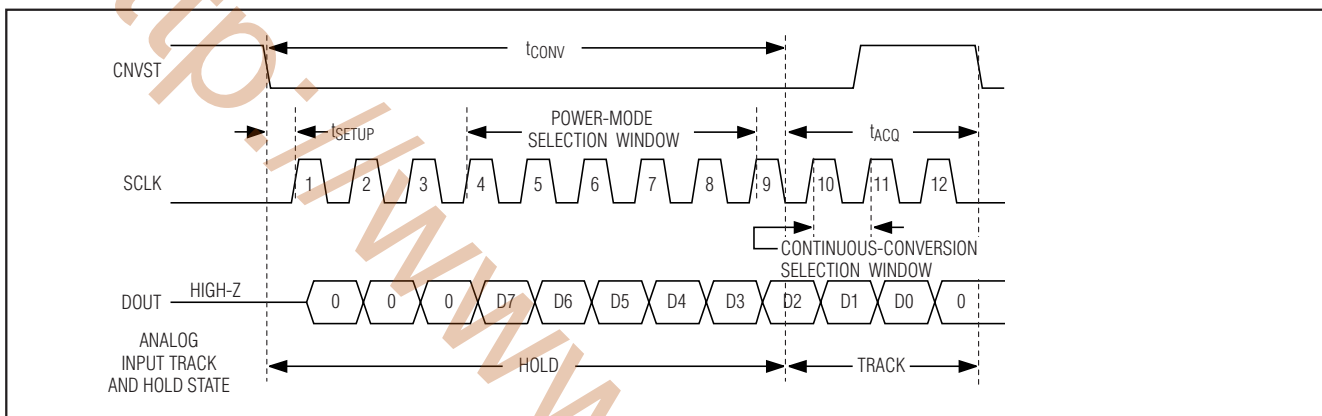 CNVST
tCONV
tSETUP
POWER-MODE
SELECTION WINDOW
tACQ
SCLK
1 2 3 4 5 6 7 8 9 10 11 12
CONTINUOUS-CONVERSION
SELECTION WINDOW
DOUT
HIGH-Z
0 0 0 D7 D6 D5 D4 D3 D2 D1 D0 0
ANALOG
INPUT TRACK
AND HOLD STATE
HOLD
TRACK
ttp://www